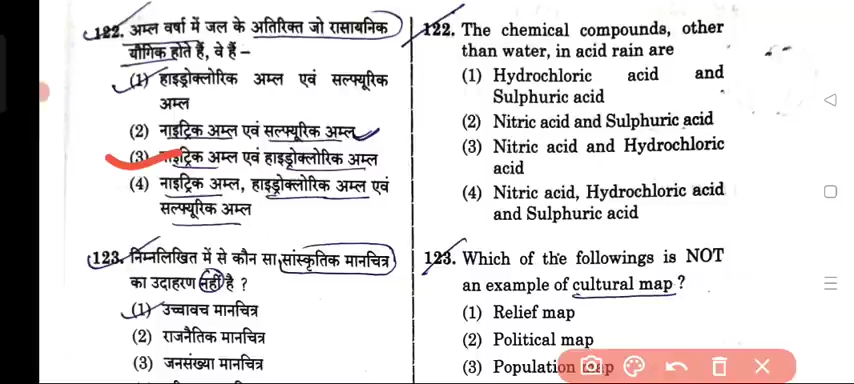 122. अम्ल वर्षा में जल के अतिरिक्त जो रासायनिक
यौगिक होते हैं, वे हैं –
(1) हाइड्रोक्लोरिक अम्ल एवं सल्फ्यूरिक
अम्ल
(2) नाइट्रिक अम्ल एवं सल्फ्यूरिक अम्ल
(3) नाइट्रिक अम्ल एवं हाइड्रोक्लोरिक अम्ल
(4) नाइट्रिक अम्ल, हाइड्रोक्लोरिक अम्ल एवं
सल्फ्यूरिक अम्ल
123. निम्नलिखित में से कौन सा सांस्कृतिक मानचित्र
का उदाहरण नहीं है ?
(1) उच्चावच मानचित्र
(2) राजनैतिक मानचित्र
(3) जनसंख्या मानचित्र
122. The chemical compounds, other
than water, in acid rain are
(1) Hydrochloric acid and
Sulphuric acid
(2) Nitric acid and Sulphuric acid
(3) Nitric acid and Hydrochloric
acid
(4) Nitric acid, Hydrochloric acid
and Sulphuric acid
123. Which of the followings is NOT
an example of cultural map ?
(1) Relief map
(2) Political map
(3) Population map